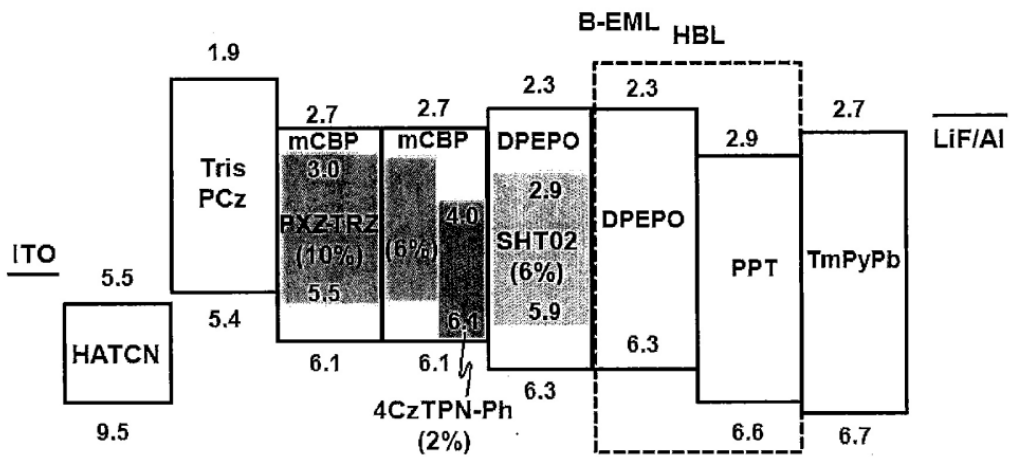 B-EML
HBL
1.9
2.3
2.3
2.7
2.7
2.7
mCBP
mCBP
DPEPO
2.9
LiF/Al
3.0
Tris
PCz
2.9
4.0
PXZ-TRZ
(10%)
(6%)
SHT02
(6%)
DPEPO
PPT
TmPyPb
ITO
5.5
5.5
5.9
5.4
6.1
HATCN
6.1
6.1
6.3
6.3
4CzTPN-Ph
(2%)
9.5
6.6
6.7